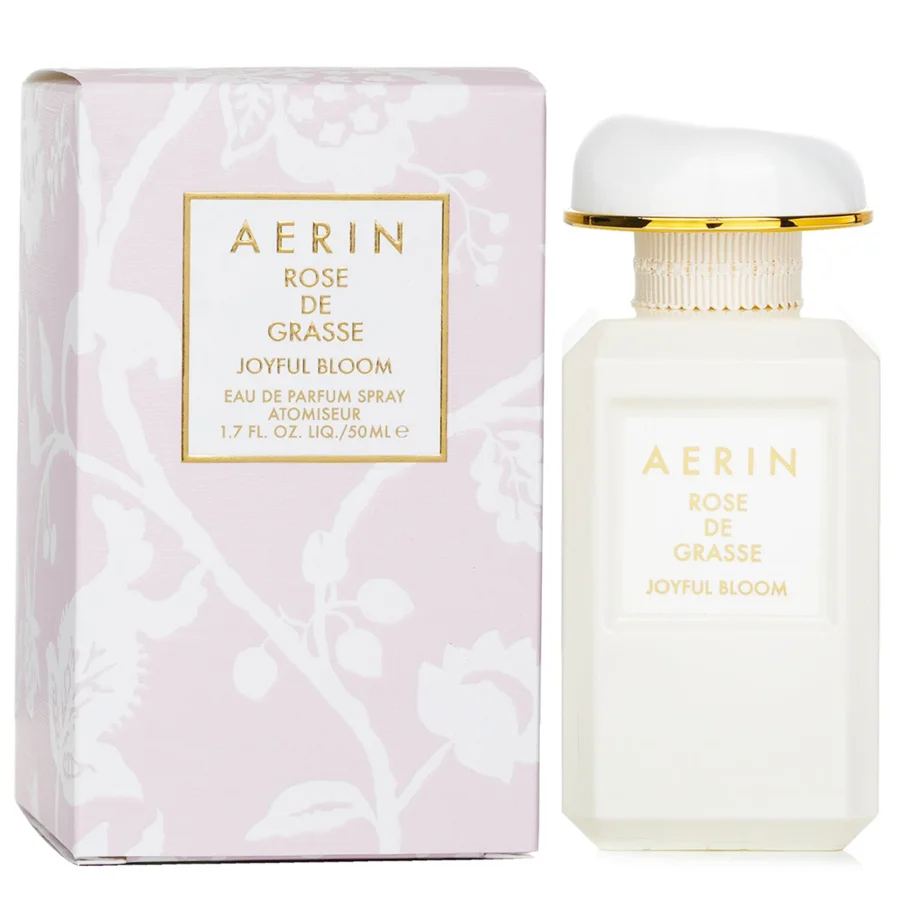 AERIN
ROSE
DE
GRASSE
JOYFUL BLOOM
EAU DE PARFUM SPRAY
ATOMISEUR
1.7 FL. OZ. LIQ./50ML ℮
AERIN
ROSE
DE
GRASSE
JOYFUL BLOOM